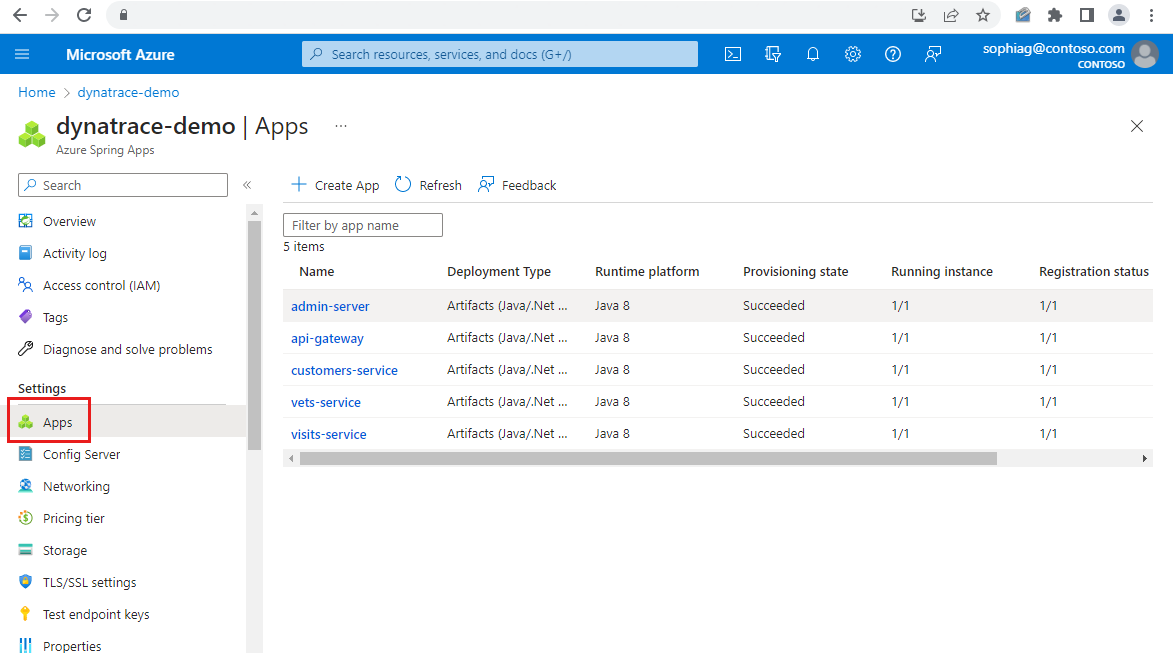 Microsoft Azure
Search resources, services, and docs (G+/)
sophiag@contoso.com
CONTOSO
Home > dynatrace-demo
dynatrace-demo | Apps ...
Azure Spring Apps
Search
«
Create App
Refresh
Feedback
Overview
Activity log
Access control (IAM)
Tags
Diagnose and solve problems
Settings
Apps
Config Server
Networking
Pricing tier
Storage
TLS/SSL settings
Test endpoint keys
Properties
Filter by app name
5 items
Name Deployment Type Runtime platform Provisioning state Running instance Registration status
admin-server Artifacts (Java/.Net ... Java 8 Succeeded 1/1 1/1
api-gateway Artifacts (Java/.Net ... Java 8 Succeeded 1/1 1/1
customers-service Artifacts (Java/.Net ... Java 8 Succeeded 1/1 1/1
vets-service Artifacts (Java/.Net ... Java 8 Succeeded 1/1 1/1
visits-service Artifacts (Java/.Net ... Java 8 Succeeded 1/1 1/1